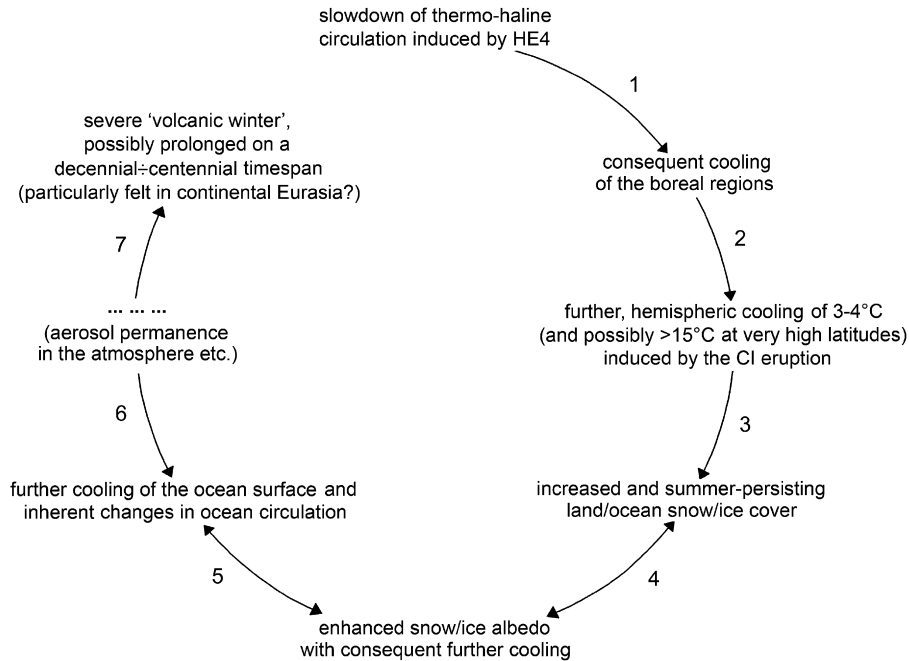 slowdown of thermo-haline
circulation induced by HE4
1
consequent cooling
of the boreal regions
2
further, hemispheric cooling of 3-4°C
(and possibly >15°C at very high latitudes)
induced by the CI eruption
3
increased and summer-persisting
land/ocean snow/ice cover
4
enhanced snow/ice albedo
with consequent further cooling
5
further cooling of the ocean surface and
inherent changes in ocean circulation
6
... ... ...
(aerosol permanence
in the atmosphere etc.)
7
severe ‘volcanic winter’,
possibly prolonged on a
decennial÷centennial timespan
(particularly felt in continental Eurasia?)